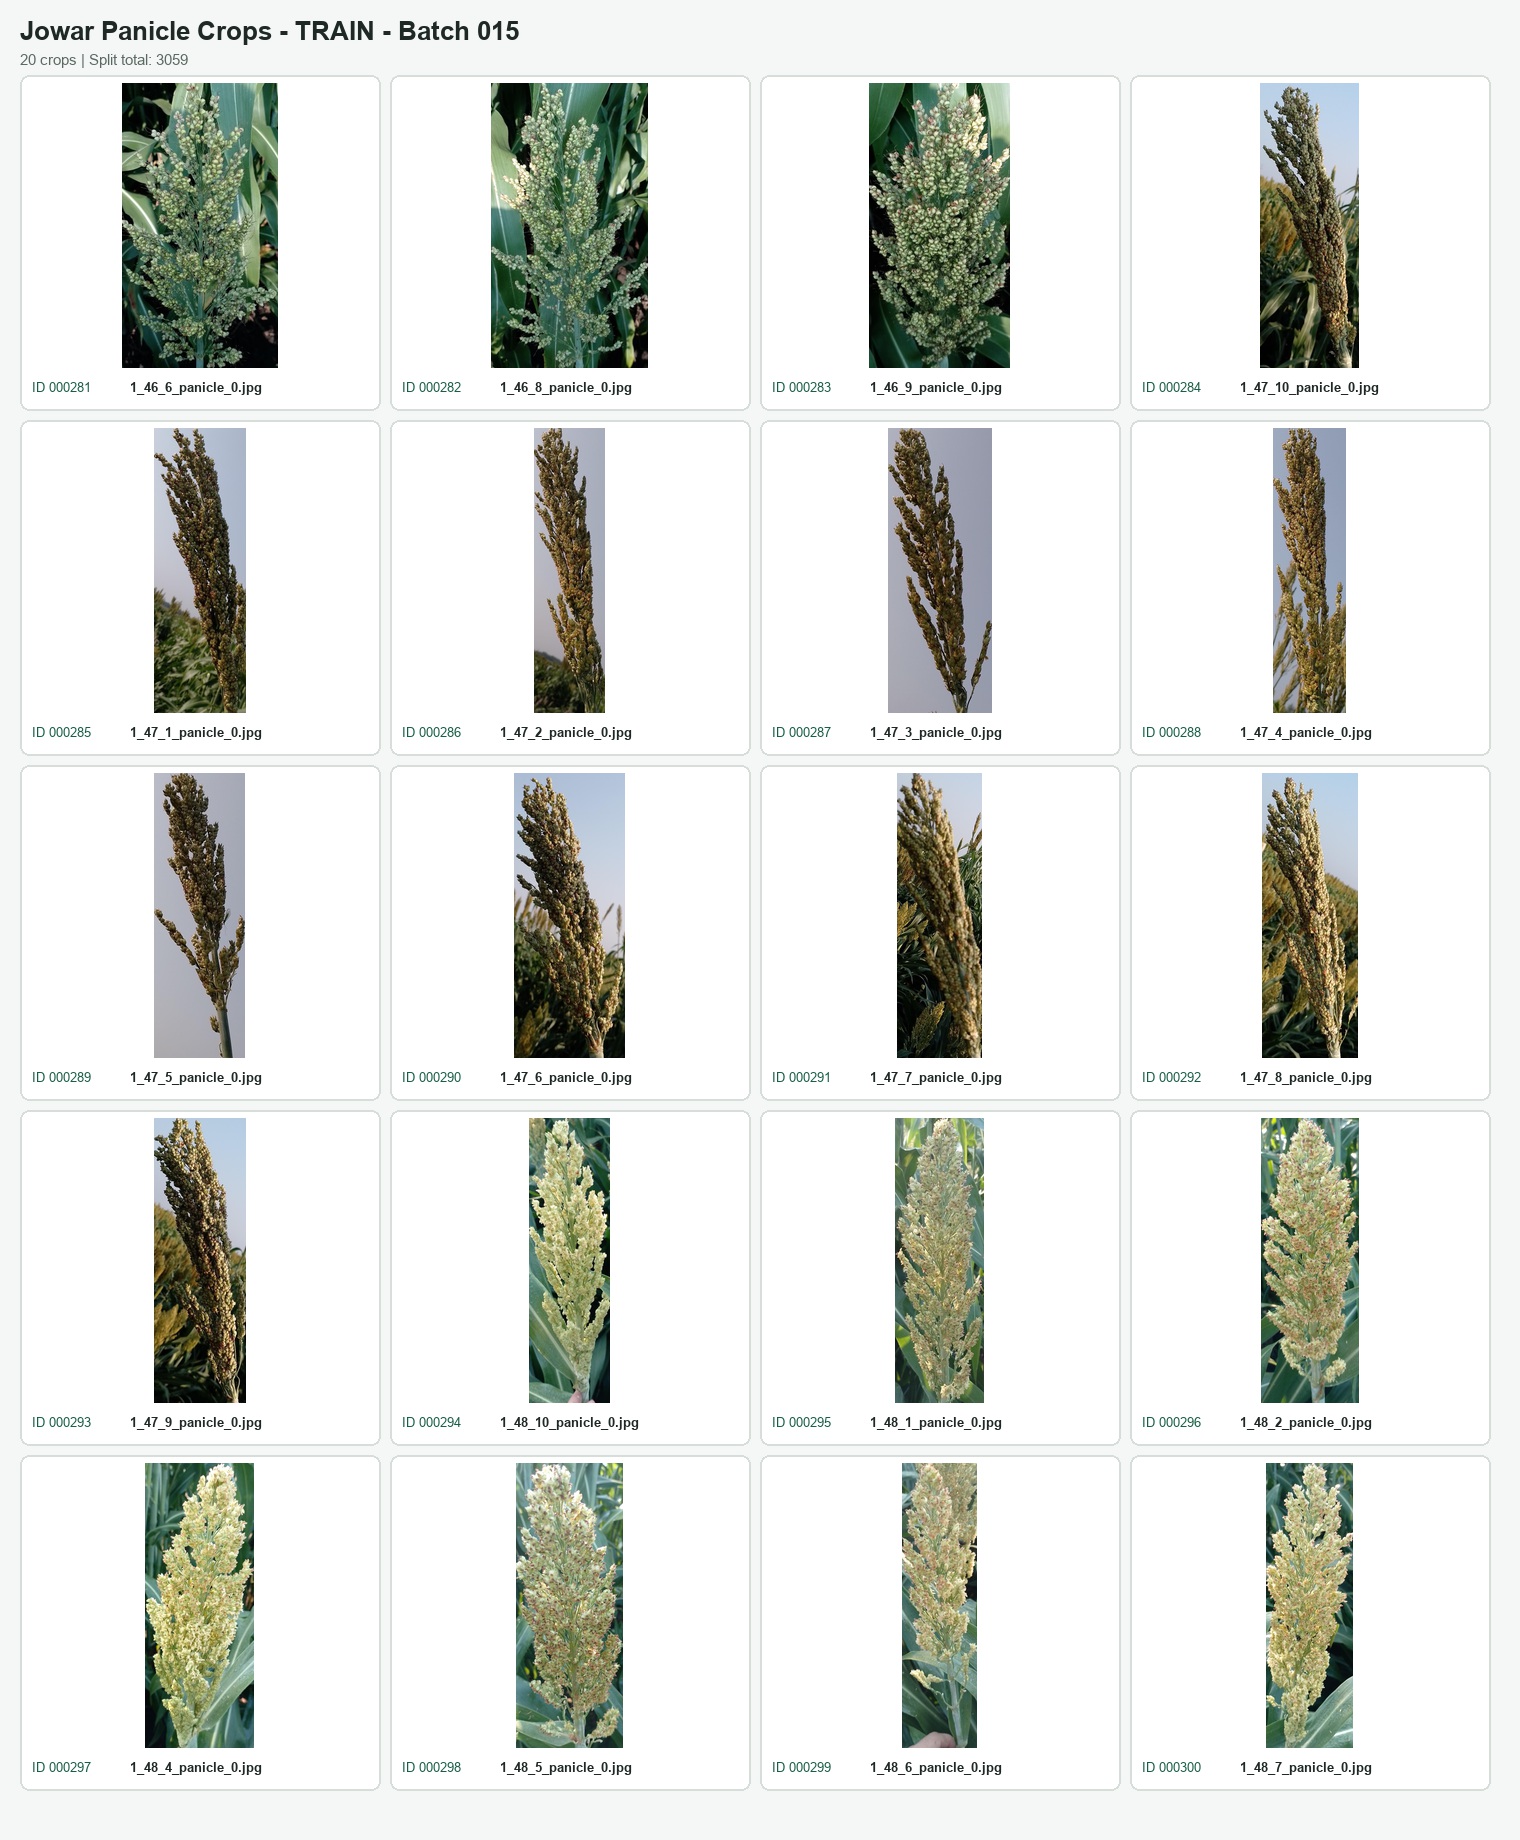 Jowar Panicle Crops - TRAIN - Batch 015
20 crops | Split total: 3059
ID 000281 1_46_6_panicle_0.jpg
ID 000282 1_46_8_panicle_0.jpg
ID 000283 1_46_9_panicle_0.jpg
ID 000284 1_47_10_panicle_0.jpg
ID 000285 1_47_1_panicle_0.jpg
ID 000286 1_47_2_panicle_0.jpg
ID 000287 1_47_3_panicle_0.jpg
ID 000288 1_47_4_panicle_0.jpg
ID 000289 1_47_5_panicle_0.jpg
ID 000290 1_47_6_panicle_0.jpg
ID 000291 1_47_7_panicle_0.jpg
ID 000292 1_47_8_panicle_0.jpg
ID 000293 1_47_9_panicle_0.jpg
ID 000294 1_48_10_panicle_0.jpg
ID 000295 1_48_1_panicle_0.jpg
ID 000296 1_48_2_panicle_0.jpg
ID 000297 1_48_4_panicle_0.jpg
ID 000298 1_48_5_panicle_0.jpg
ID 000299 1_48_6_panicle_0.jpg
ID 000300 1_48_7_panicle_0.jpg